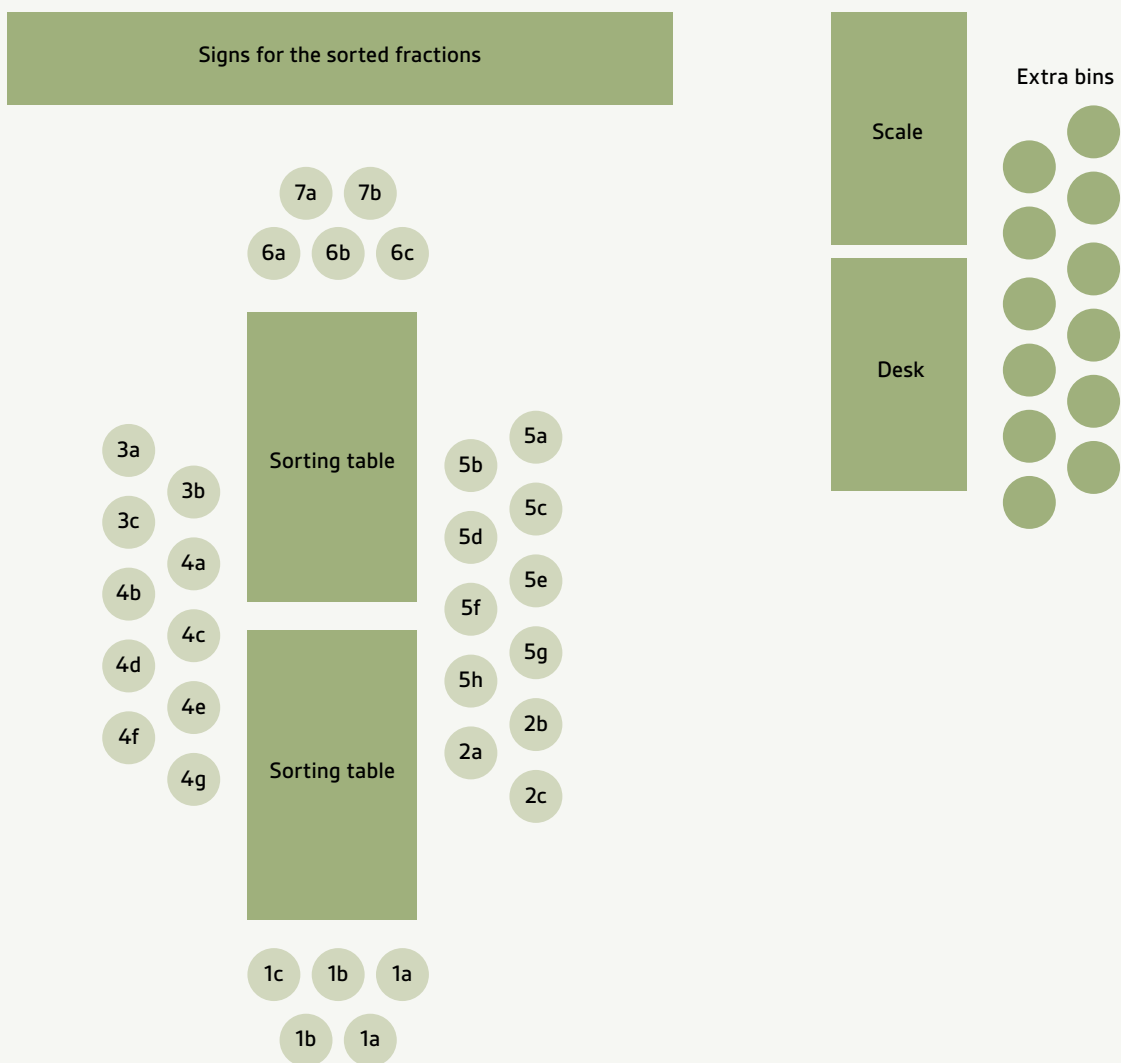 Signs for the sorted fractions
Scale
Extra bins
7a 7b
6a 6b 6c
Desk
Sorting table
3a
3b
3c
4a
4b
4c
4d
4e
4f
4g
5a
5b
5c
5d
5e
5f
5g
5h
2b
2a
2c
Sorting table
1c 1b 1a
1b 1a